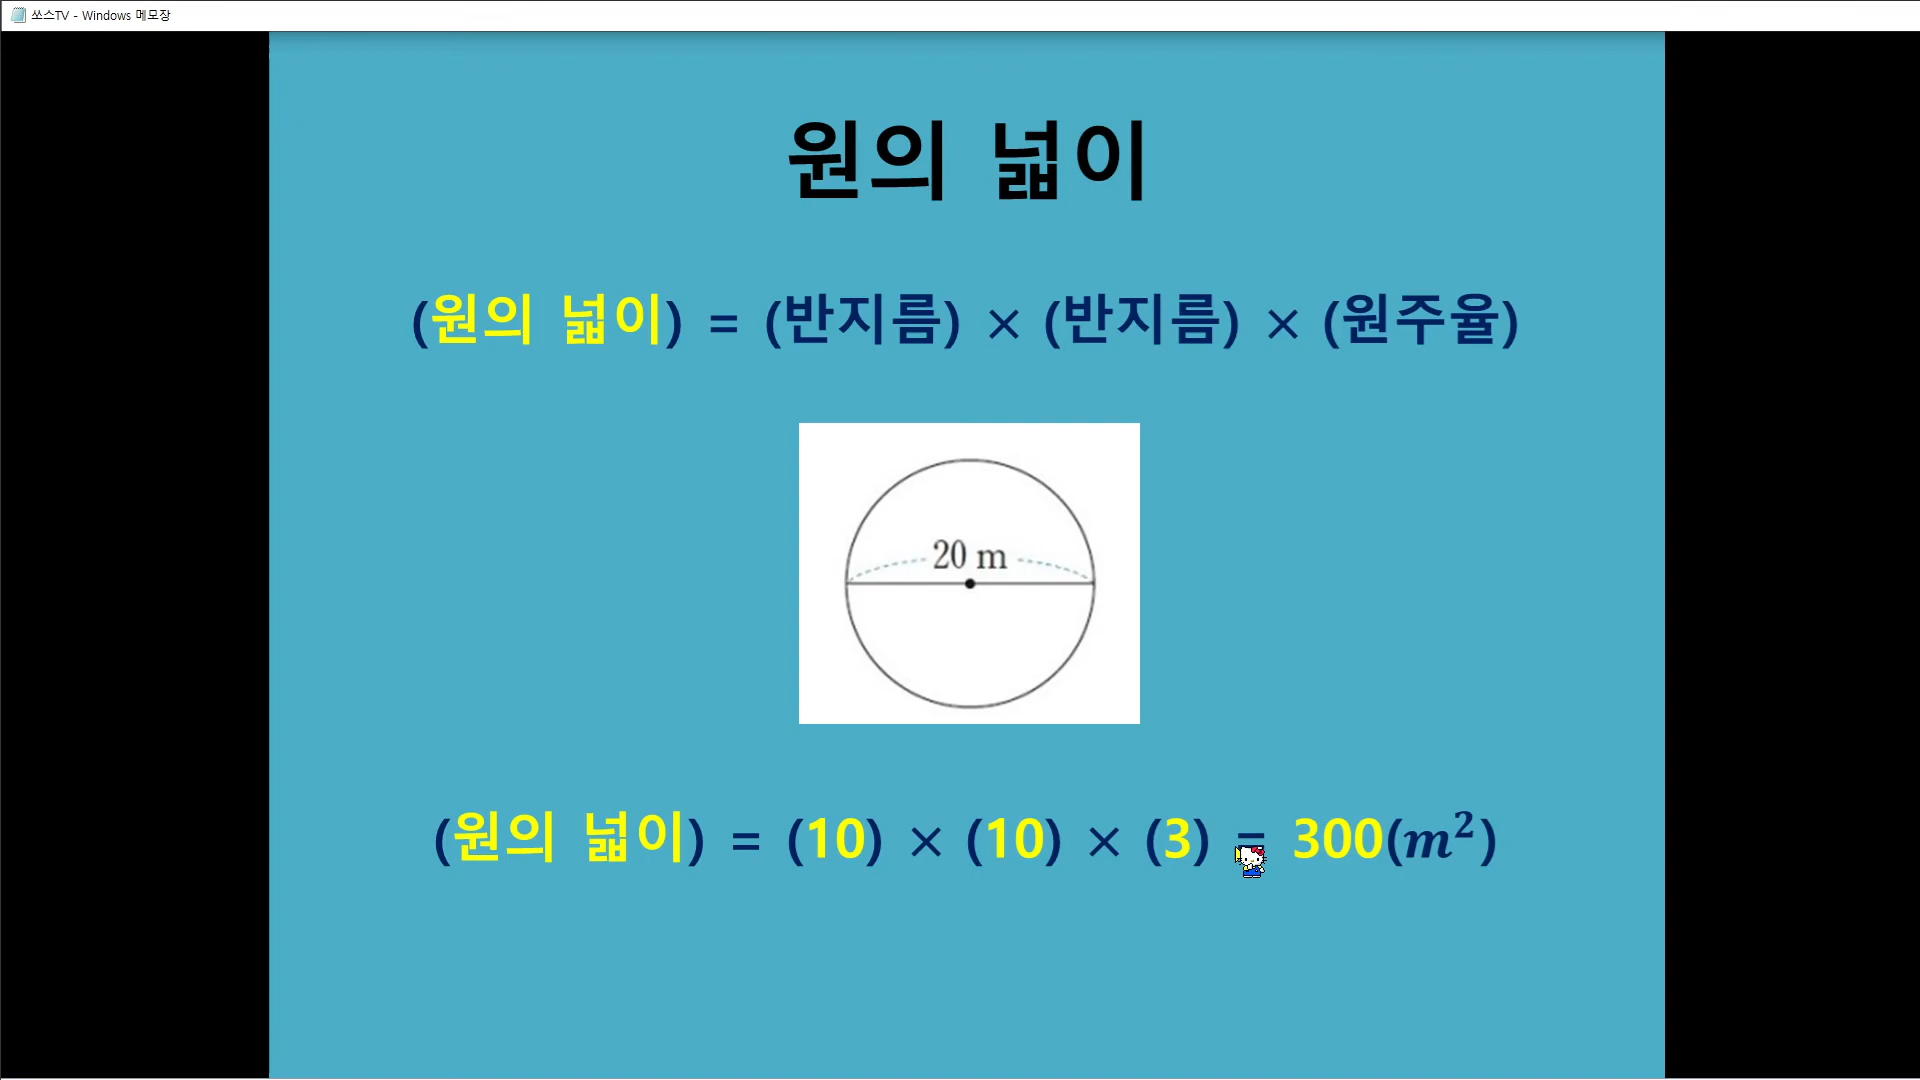 쏘스TV - Windows 메모장
원의 넓이
(원의 넓이) = (반지름) × (반지름) × (원주율)
20 m
(원의 넓이) = (10) × (10) × (3) = 300(m²)